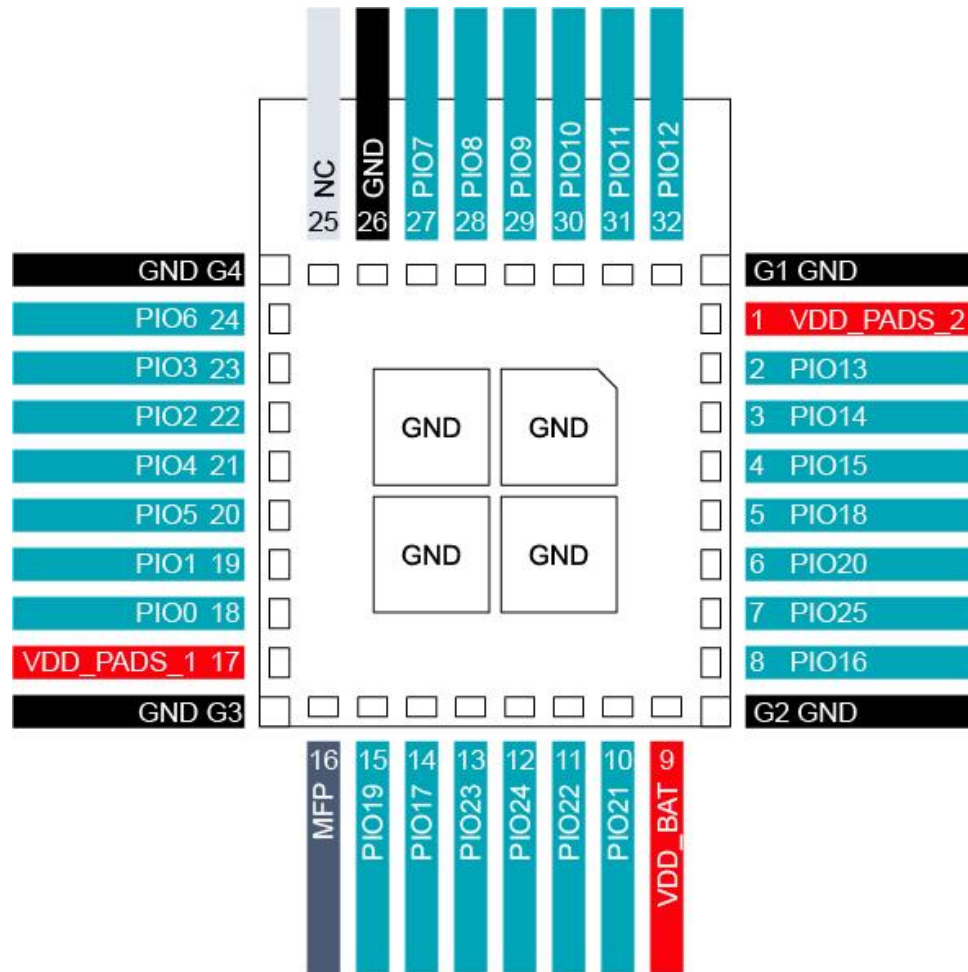 25 NC
26 GND
27 PIO7
28 PIO8
29 PIO9
30 PIO10
31 PIO11
32 PIO12
GND G4
PIO6 24
PIO3 23
PIO2 22
PIO4 21
PIO5 20
PIO1 19
PIO0 18
VDD_PADS_1 17
GND G3
GND
GND
GND
GND
G1 GND
1 VDD_PADS_2
2 PIO13
3 PIO14
4 PIO15
5 PIO18
6 PIO20
7 PIO25
8 PIO16
G2 GND
16 MFP
15 PIO19
14 PIO17
13 PIO23
12 PIO24
11 PIO22
10 PIO21
9 VDD_BAT